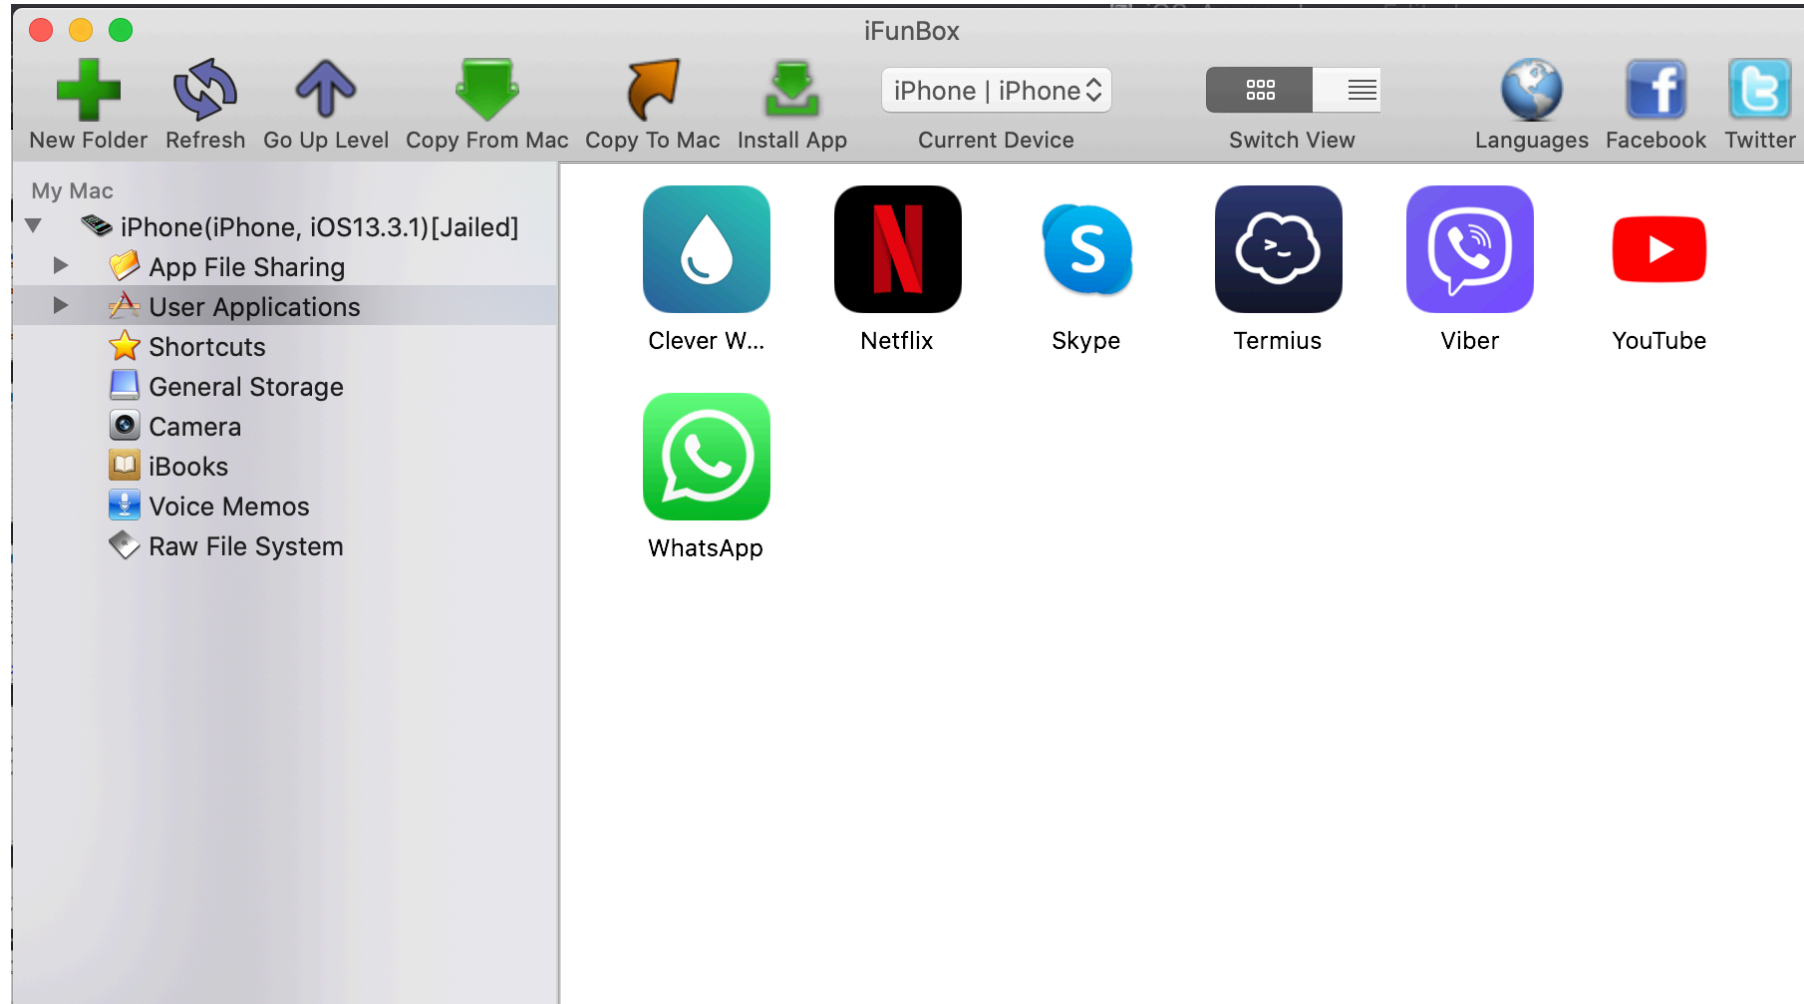 iFunBox
New Folder Refresh Go Up Level Copy From Mac Copy To Mac Install App iPhone | iPhone Current Device Switch View Languages Facebook Twitter
My Mac
iPhone(iPhone, iOS13.3.1)[Jailed]
App File Sharing
User Applications
Shortcuts
General Storage
Camera
iBooks
Voice Memos
Raw File System
Clever W... Netflix Skype Termius Viber YouTube
WhatsApp